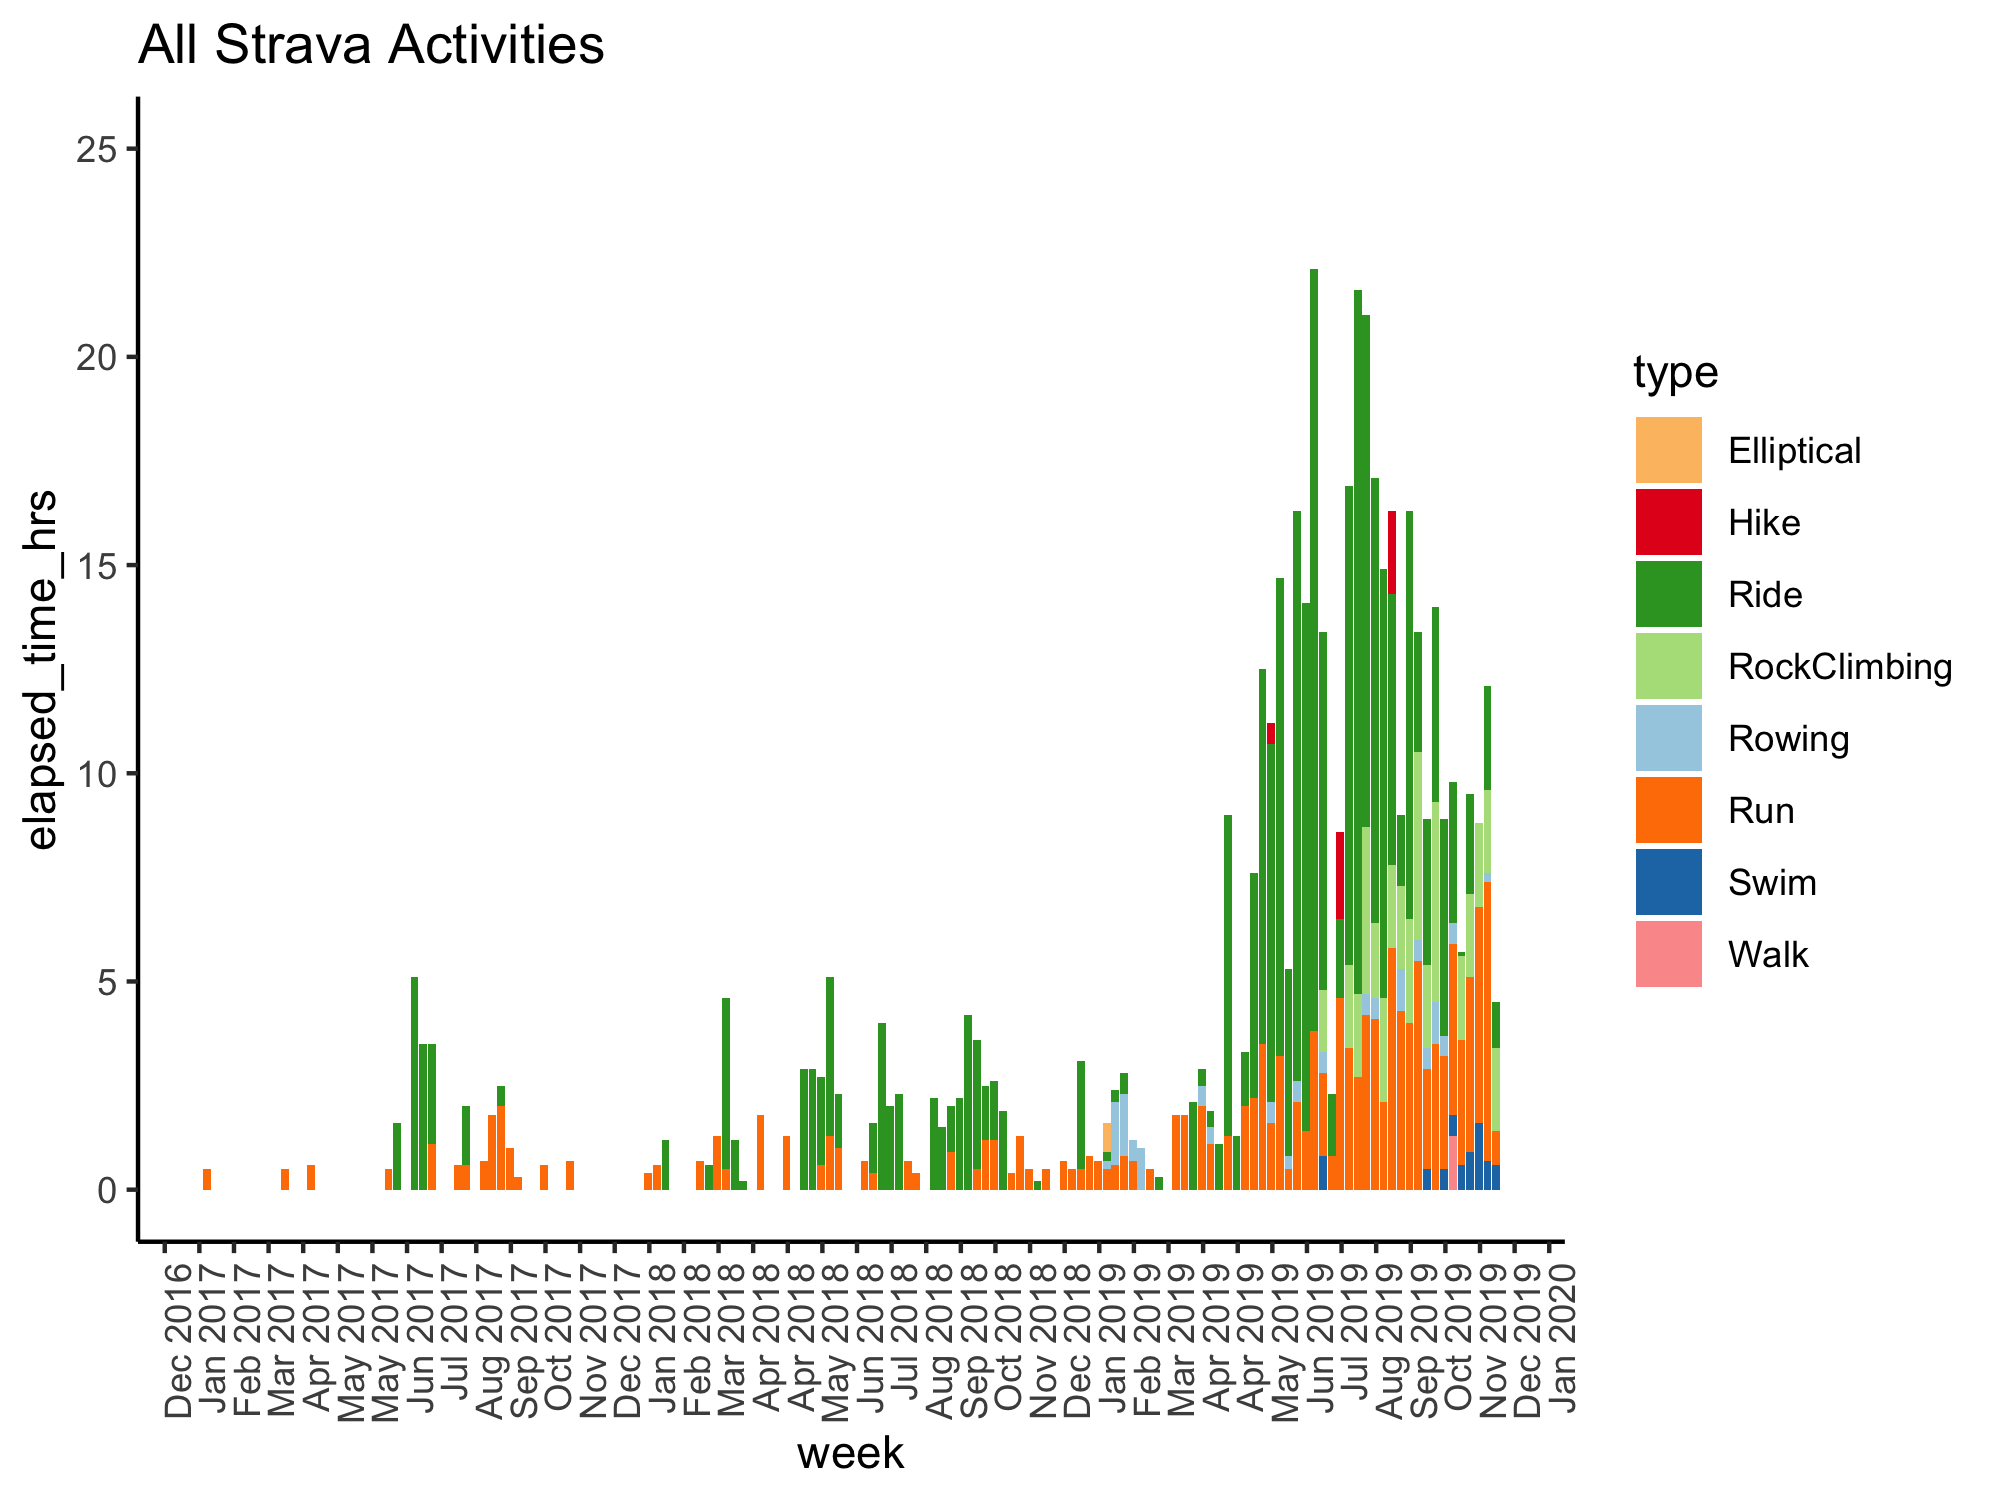 All Strava Activities
elapsed_time_hrs
25
20
15
10
5
0
Dec 2016
Jan 2017
Feb 2017
Mar 2017
Apr 2017
May 2017
May 2017
Jun 2017
Jul 2017
Aug 2017
Sep 2017
Oct 2017
Nov 2017
Dec 2017
Jan 2018
Feb 2018
Mar 2018
Apr 2018
Apr 2018
May 2018
Jun 2018
Jul 2018
Aug 2018
Sep 2018
Oct 2018
Nov 2018
Dec 2018
Jan 2019
Feb 2019
Mar 2019
Apr 2019
Apr 2019
May 2019
Jun 2019
Jul 2019
Aug 2019
Sep 2019
Oct 2019
Nov 2019
Dec 2019
Jan 2020
week
type
Elliptical
Hike
Ride
RockClimbing
Rowing
Run
Swim
Walk